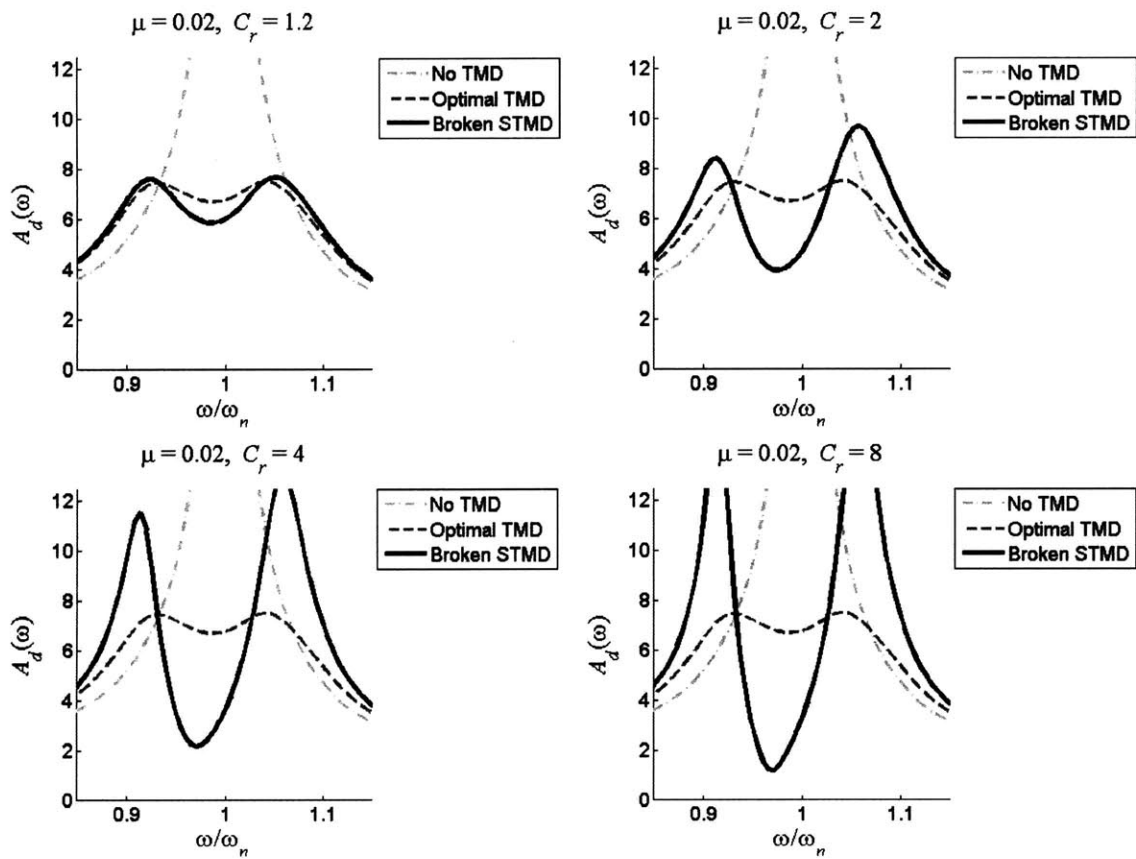 μ = 0.02, C_r = 1.2
12
10
8
6
4
2
0
A_d(ω)
0.9
1
1.1
ω/ω_n
No TMD
Optimal TMD
Broken STMD
μ = 0.02, C_r = 2
12
10
8
6
4
2
0
A_d(ω)
0.9
1
1.1
ω/ω_n
No TMD
Optimal TMD
Broken STMD
μ = 0.02, C_r = 4
12
10
8
6
4
2
0
A_d(ω)
0.9
1
1.1
ω/ω_n
No TMD
Optimal TMD
Broken STMD
μ = 0.02, C_r = 8
12
10
8
6
4
2
0
A_d(ω)
0.9
1
1.1
ω/ω_n
No TMD
Optimal TMD
Broken STMD